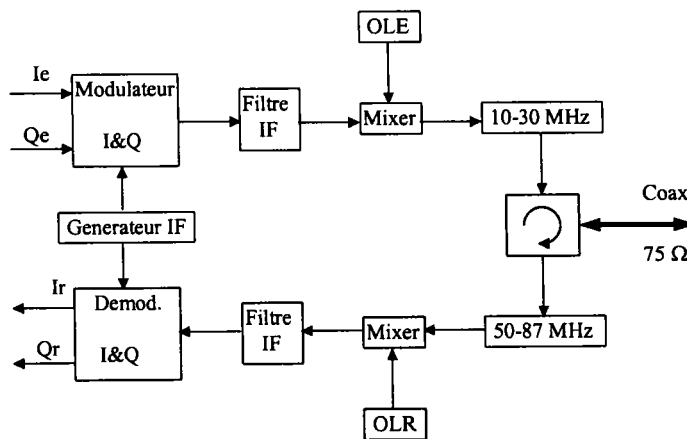 OLE
Ie
Modulateur
I&Q
Qe
Filtre
IF
Mixer
10-30 MHz
Coax
75 Ω
Generateur IF
Ir
Demod.
I&Q
Qr
Filtre
IF
Mixer
50-87 MHz
OLR